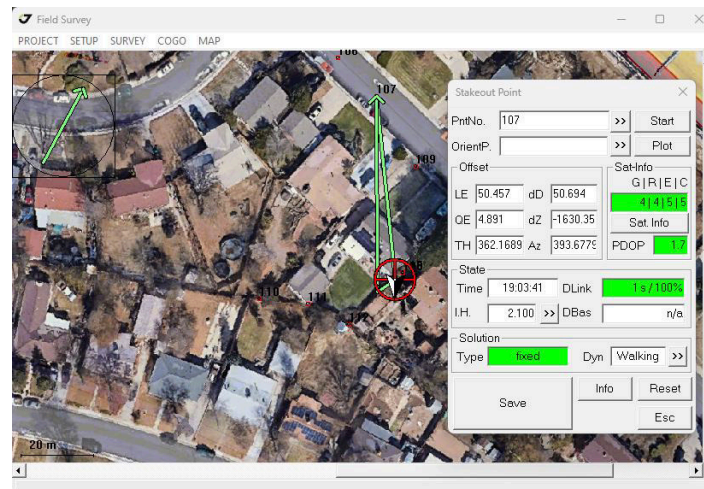 Field Survey
PROJECT SETUP SURVEY COGO MAP
106
107
109
110
111
112
20 m
Stakeout Point
PntNo. 107 >> Start
OrientP. >> Plot
Offset
LE 50.457 dD 50.694
QE 4.891 dZ -1630.35
TH 362.1689 Az 393.6779
Sat-Info
G|R|E|C
4|4|5|5
Sat. Info
PDOP 1.7
State
Time 19:03:41 DLink 1 s / 100%
I.H. 2.100 >> DBas n/a
Solution
Type fixed Dyn Walking >>
Save Info Reset
Esc